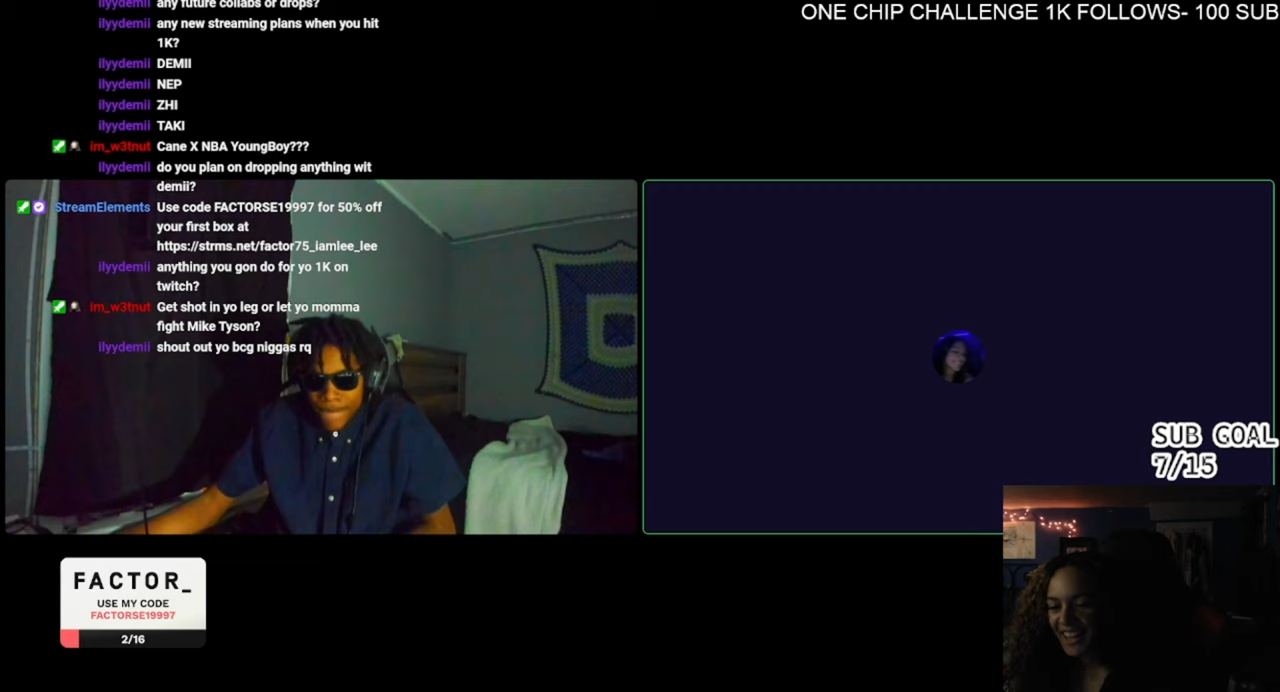 any future collabs or drops?
ONE CHIP CHALLENGE 1K FOLLOWS- 100 SUB
ilyydemii any new streaming plans when you hit
1K?
ilyydemii DEMII
ilyydemii NEP
ilyydemii ZHI
ilyydemii TAKI
im_w3tnut Cane X NBA YoungBoy???
ilyydemii do you plan on dropping anything wit
demii?
StreamElements Use code FACTORSE19997 for 50% off
your first box at
https://strms.net/factor75_iamlee_lee
ilyydemii anything you gon do for yo 1K on
twitch?
im_w3tnut Get shot in yo leg or let yo momma
fight Mike Tyson?
ilyydemii shout out yo bcg niggas rq
SUB GOAL
7/15
FACTOR_
USE MY CODE
FACTORSE19997
2/16